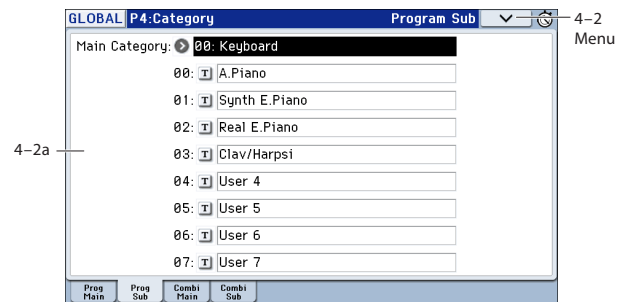 GLOBAL P4:Category Program Sub
4–2
Menu
Main Category: 00: Keyboard
00: T A.Piano
01: T Synth E.Piano
02: T Real E.Piano
4–2a
03: T Clav/Harpsi
04: T User 4
05: T User 5
06: T User 6
07: T User 7
Prog Main
Prog Sub
Combi Main
Combi Sub